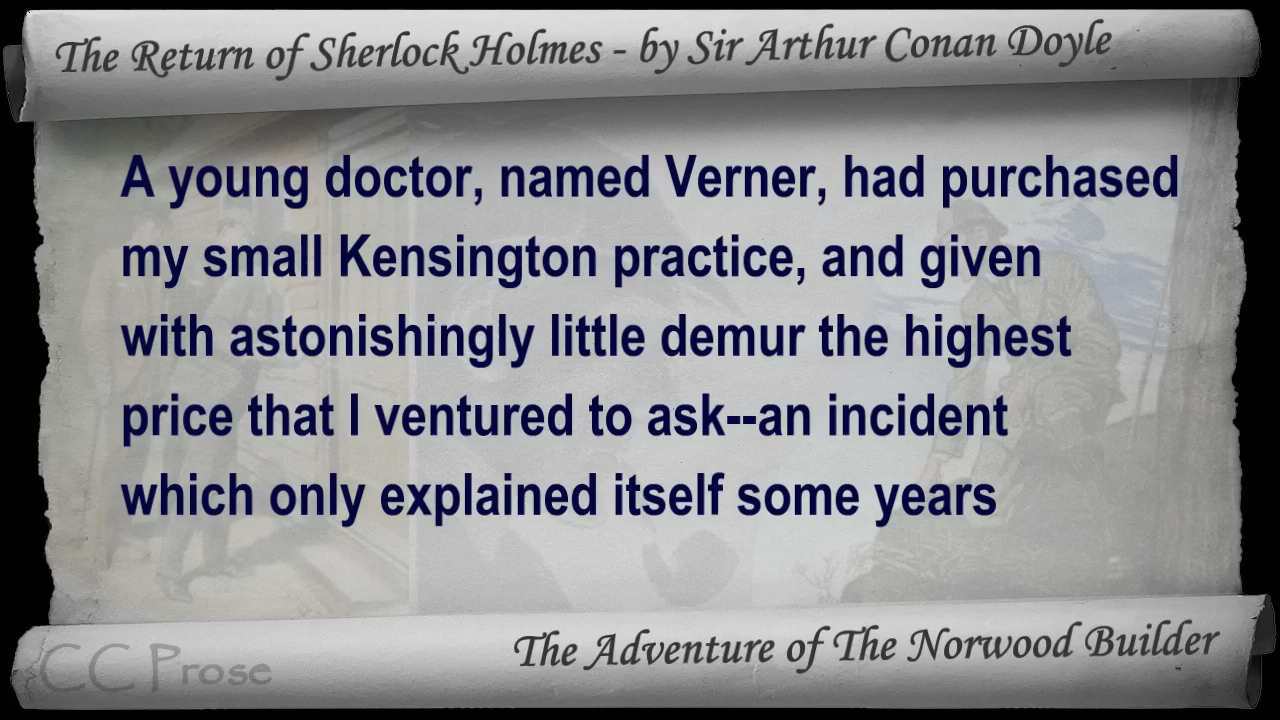 The Return of Sherlock Holmes - by Sir Arthur Conan Doyle
A young doctor, named Verner, had purchased
my small Kensington practice, and given
with astonishingly little demur the highest
price that I ventured to ask--an incident
which only explained itself some years
The Adventure of The Norwood Builder
CC Prose